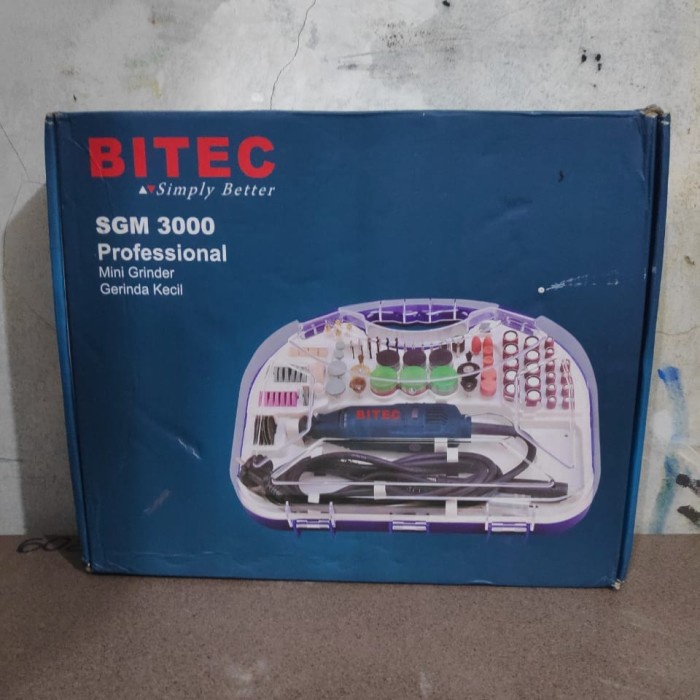 BITEC
Simply Better
SGM 3000
Professional
Mini Grinder
Gerinda Kecil
BITEC